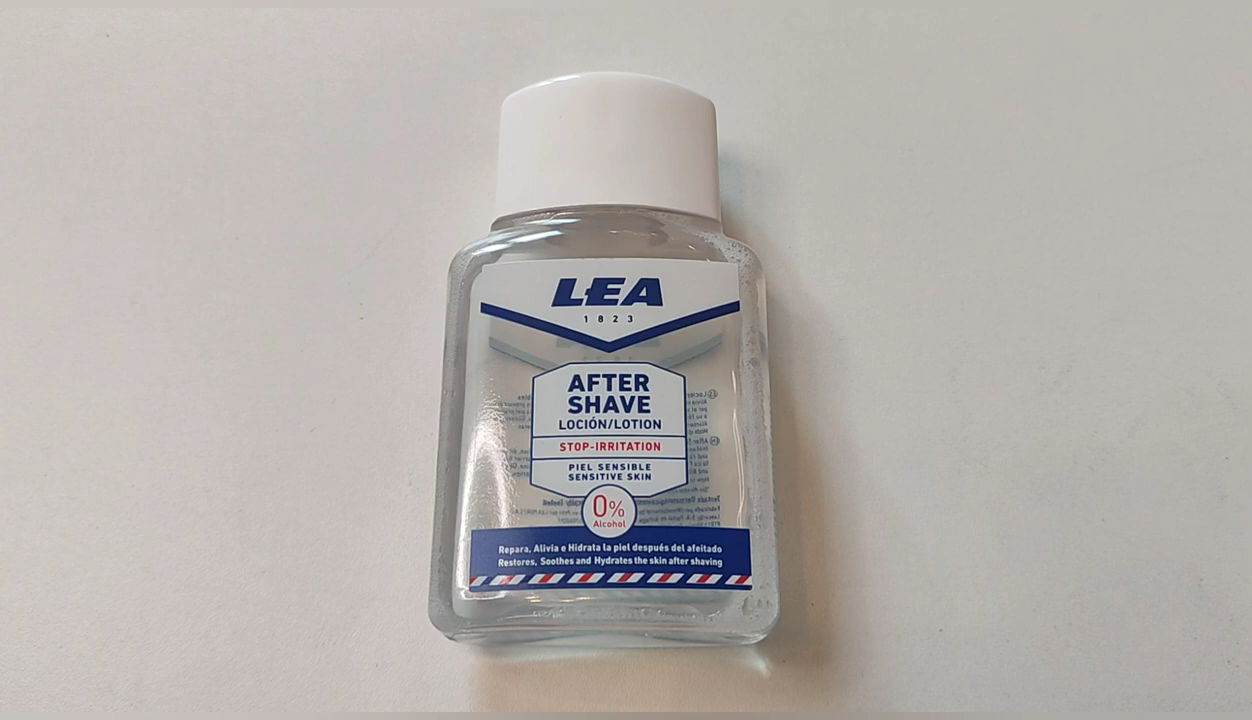 LEA
1823
AFTER
SHAVE
LOCIÓN/LOTION
STOP-IRRITATION
PIEL SENSIBLE
SENSITIVE SKIN
0%
Alcohol
Repara, Alivia e Hidrata la piel después del afeitado
Restores, Soothes and Hydrates the skin after shaving